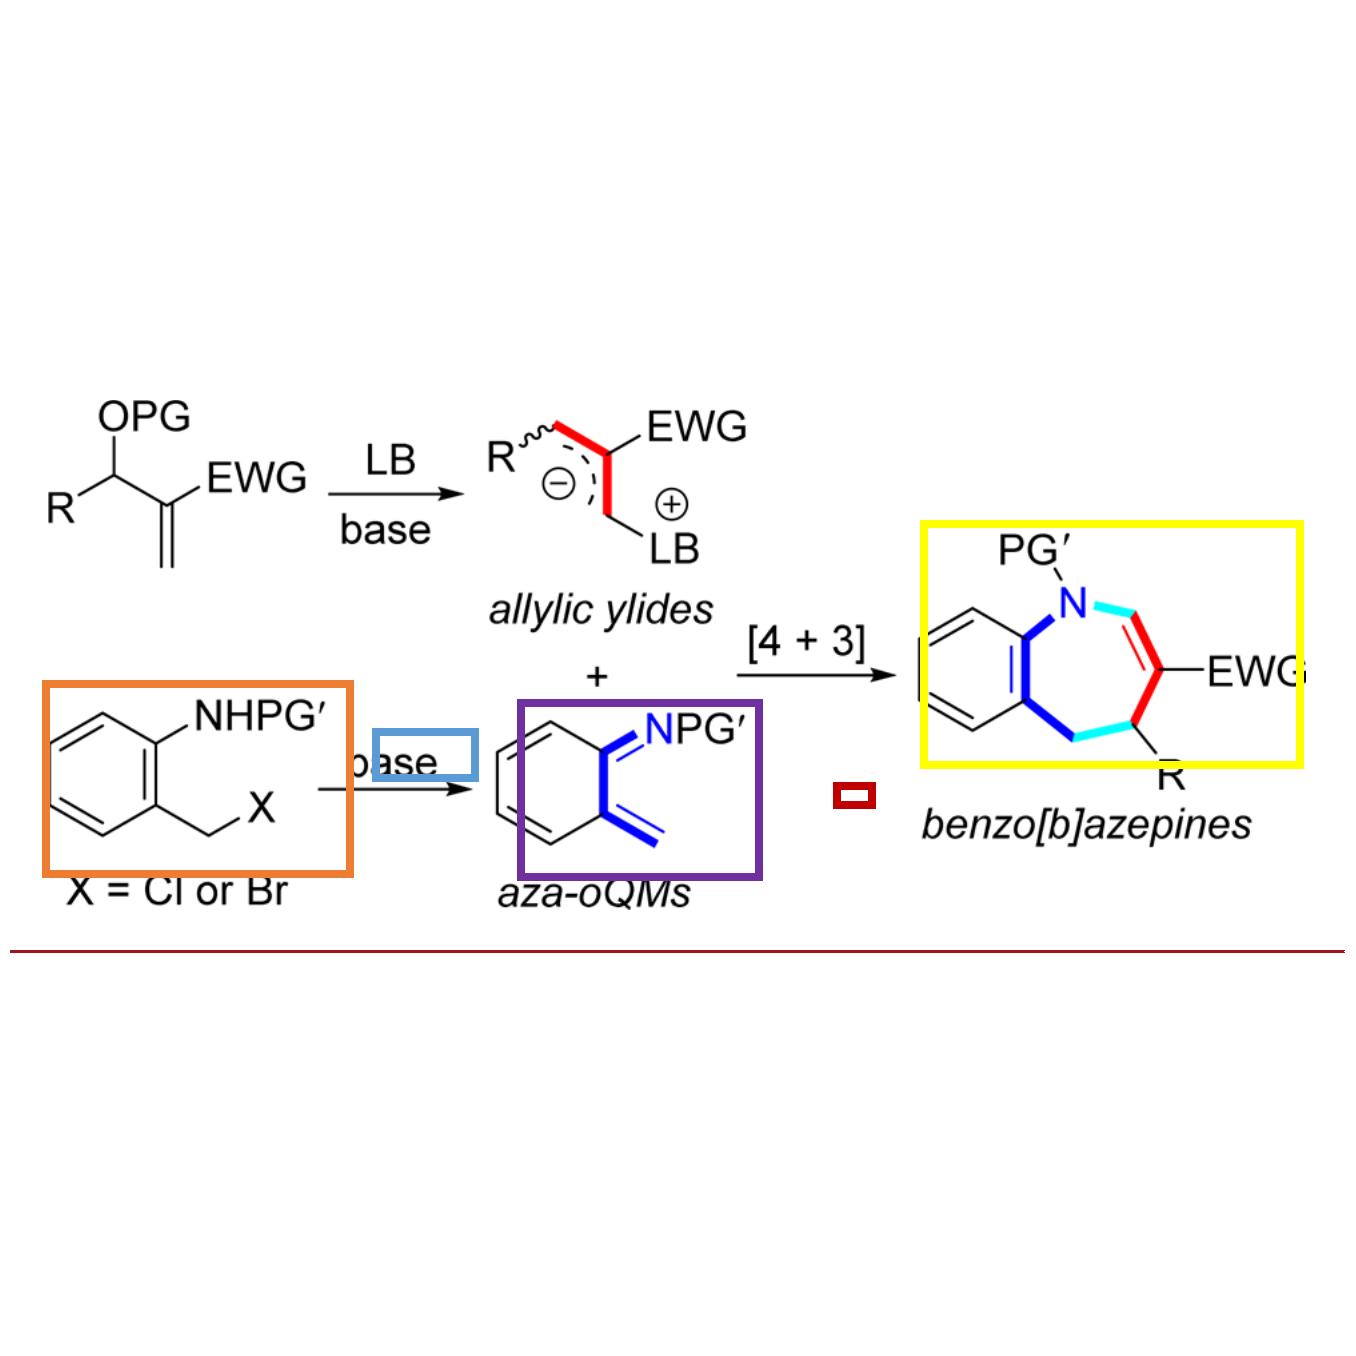 OPG
EWG
R
LB
base
R
EWG
⊖
⊕
LB
allylic ylides
+
[4 + 3]
PG′
N
EWG
R
benzo[b]azepines
NHPG′
X
X = Cl or Br
base
NPG′
aza-oQMs